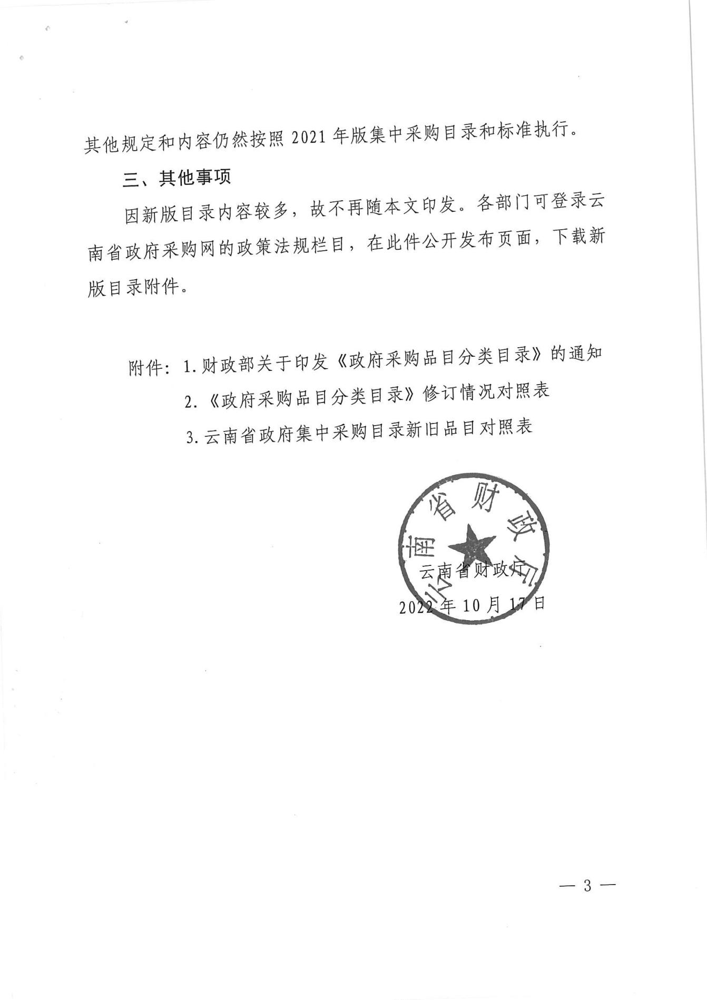 其他规定和内容仍然按照 2021 年版集中采购目录和标准执行。
三、其他事项
因新版目录内容较多，故不再随本文印发。各部门可登录云
南省政府采购网的政策法规栏目，在此件公开发布页面，下载新
版目录附件。
附件：1.财政部关于印发《政府采购品目分类目录》的通知
2.《政府采购品目分类目录》修订情况对照表
3.云南省政府集中采购目录新旧品目对照表
云南省财政厅
云南省财政厅
2022 年 10 月 17 日
— 3 —